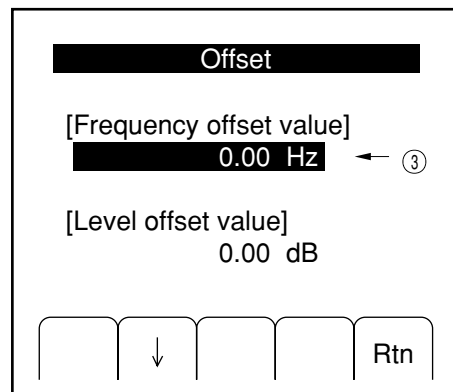 Offset
[Frequency offset value]
0.00 Hz ← ③
[Level offset value]
0.00 dB
↓ Rtn